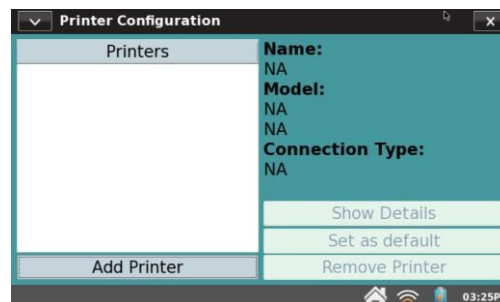 Printer Configuration
Printers
Name:
NA
Model:
NA
NA
Connection Type:
NA
Show Details
Set as default
Add Printer
Remove Printer
03:25P